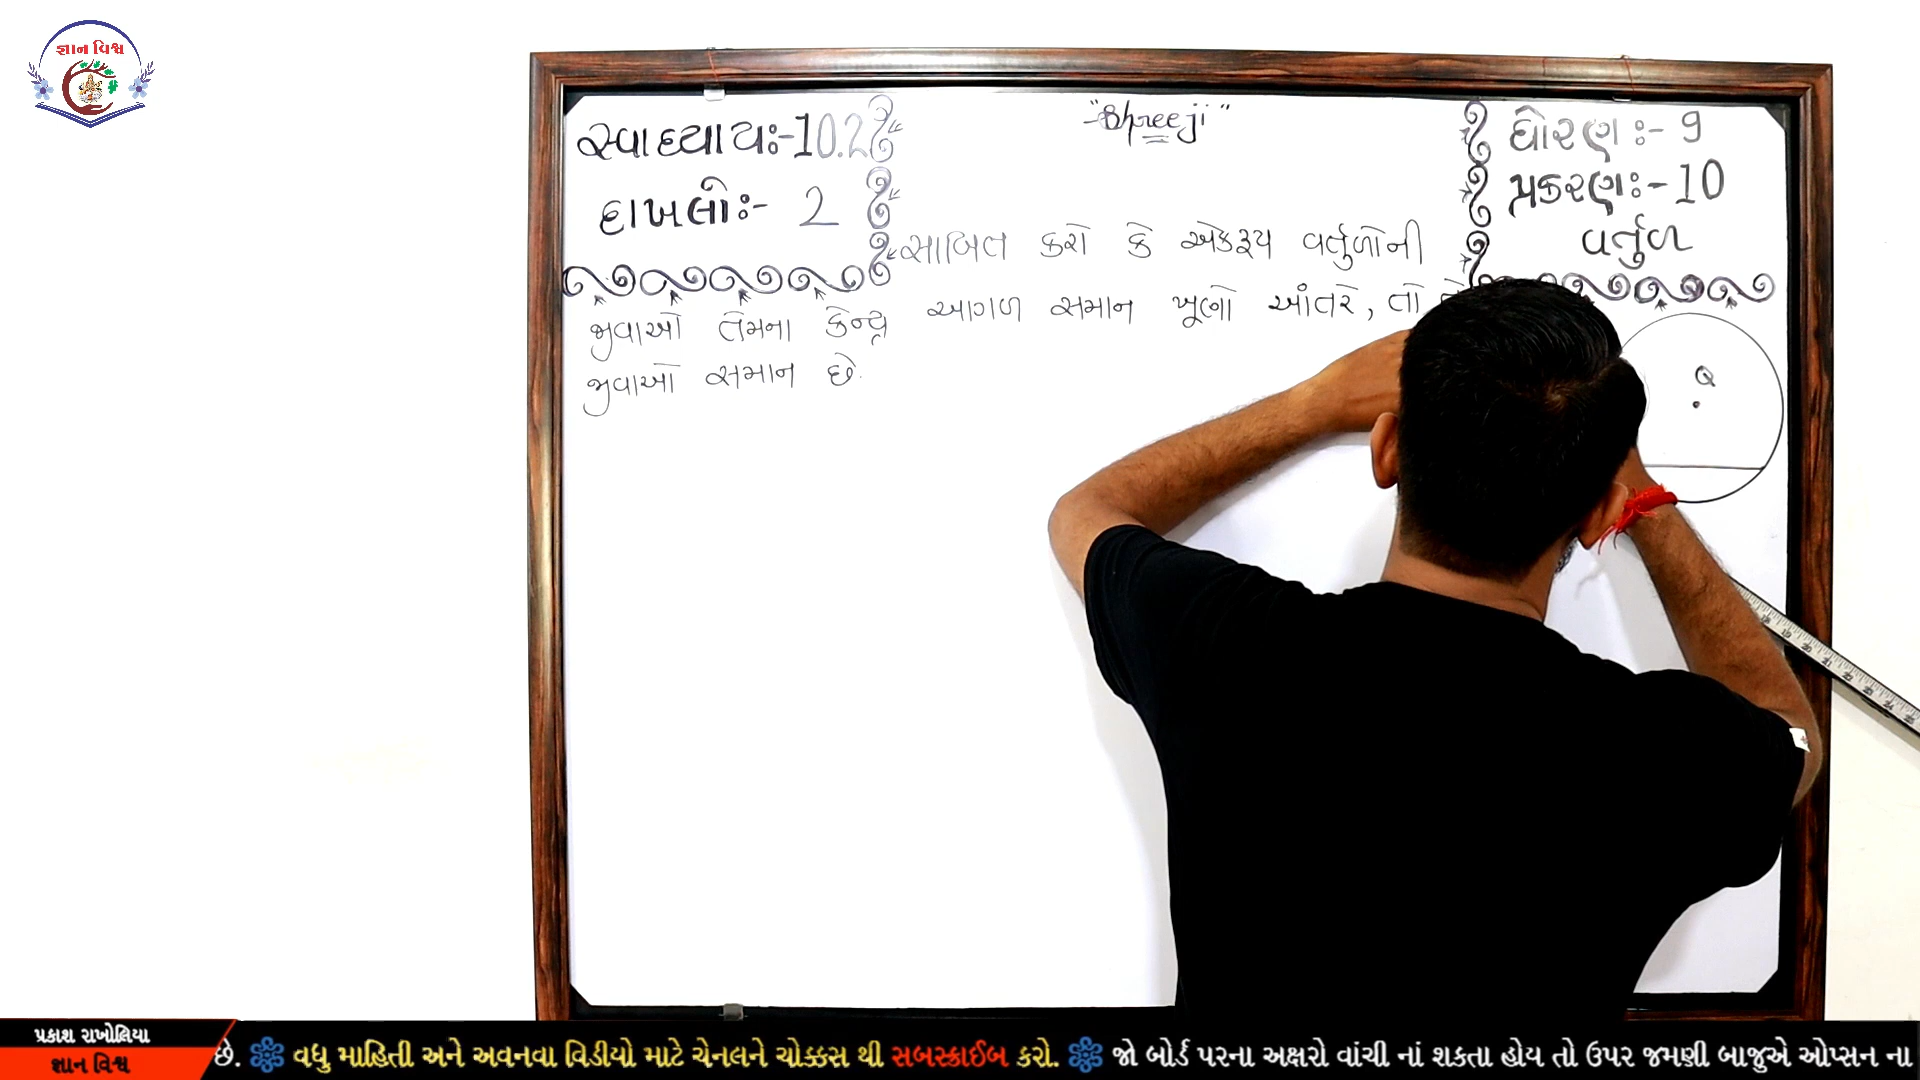 જ્ઞાન વિશ્વ
"Shreeji"
સ્વાધ્યાયઃ-10.2
દાખલોઃ- 2
ધોરણઃ- 9
પ્રકરણઃ-10
વર્તુળ
સાબિત કરો કે એકરૂપ વર્તુળોની
જીવાઓ તેમના કેન્દ્ર આગળ સમાન ખૂણો આંતરે, તો
જીવાઓ સમાન છે.
Q
પ્રકાશ રાખોલિયા
જ્ઞાન વિશ્વ
છે. વધુ માહિતી અને અવનવા વિડીયો માટે ચેનલને ચોક્કસ થી સબસ્ક્રાઈબ કરો. જો બોર્ડ પરના અક્ષરો વાંચી નાં શકતા હોય તો ઉપર જમણી બાજુએ ઓપ્સન ના